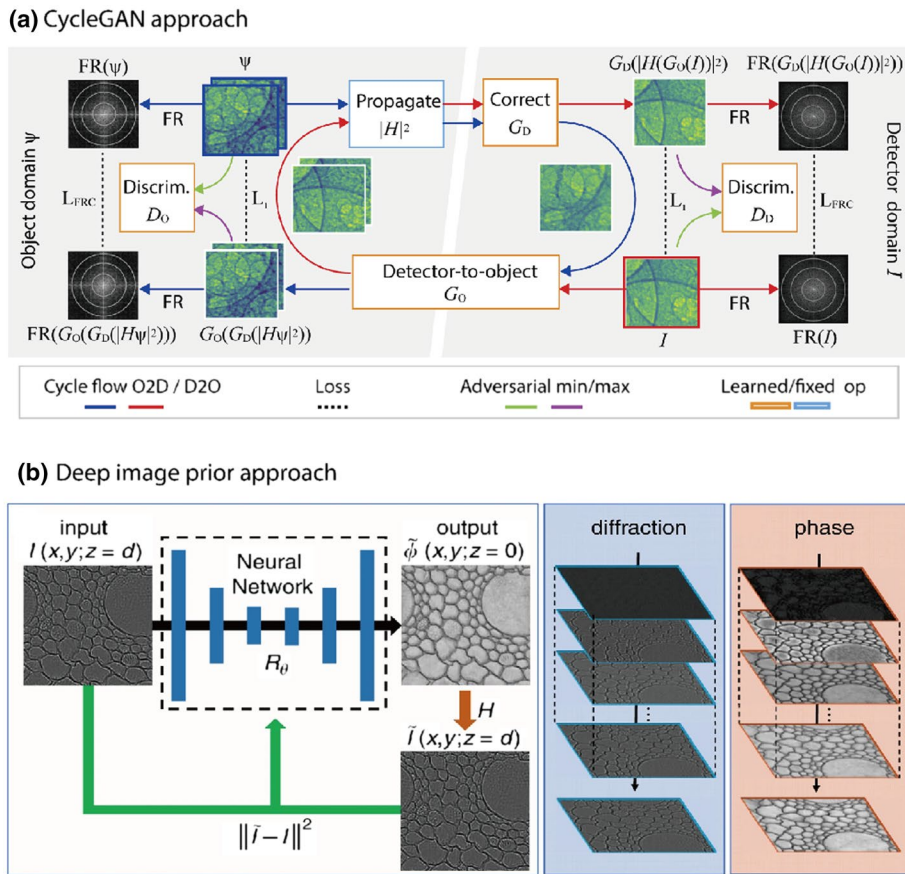 (a) CycleGAN approach
Object domain ψ
FR(ψ)
FR
ψ
Propagate
|H|²
Correct
G_D
G_D(|H(G_O(I))|²)
FR
FR(G_D(|H(G_O(I))|²))
Detector domain I
L_FRC
Discrim.
D_O
L₁
L₁
Discrim.
D_D
L_FRC
Detector-to-object
G_O
FR
FR
FR(G_O(G_D(|Hψ|²)))
G_O(G_D(|Hψ|²))
I
FR(I)
Cycle flow O2D / D2O
Loss
Adversarial min/max
Learned/fixed op
(b) Deep image prior approach
input
I (x,y;z = d)
Neural
Network
R_θ
output
ϕ̃ (x,y;z = 0)
H
Ĩ (x,y;z = d)
‖Ĩ – I‖²
diffraction
⋮
phase
⋮